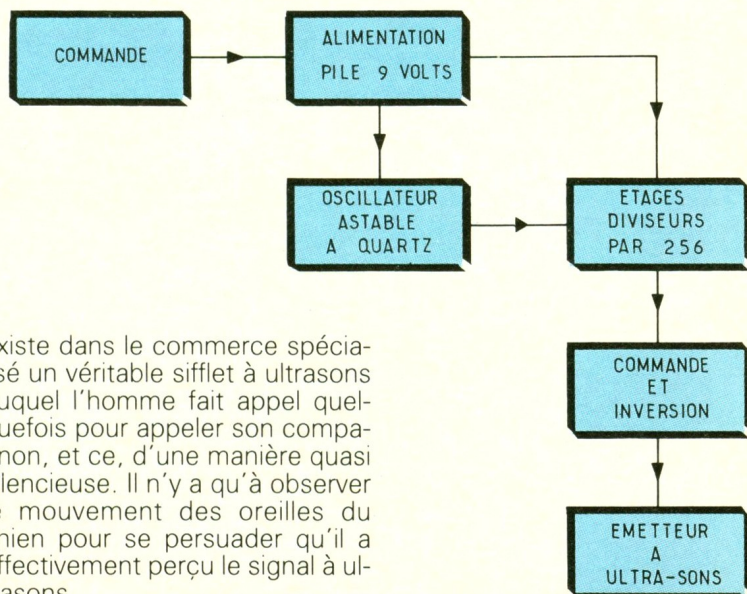 COMMANDE
ALIMENTATION
PILE 9 VOLTS
OSCILLATEUR
ASTABLE
A QUARTZ
ETAGES
DIVISEURS
PAR 256
COMMANDE
ET
INVERSION
EMETTEUR
A
ULTRA-SONS
xiste dans le commerce spécia-
sé un véritable sifflet à ultrasons
uquel l'homme fait appel quel-
uefois pour appeler son compa-
non, et ce, d'une manière quasi
lencieuse. Il n'y a qu'à observer
e mouvement des oreilles du
hien pour se persuader qu'il a
ffectivement perçu le signal à ul-